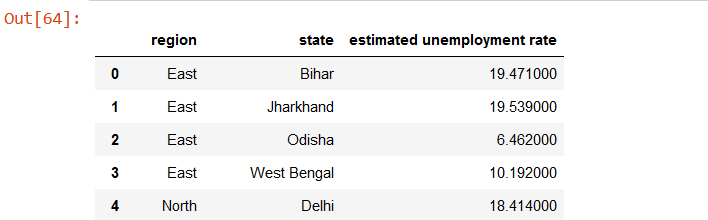 Out[64]:
region state estimated unemployment rate
0 East Bihar 19.471000
1 East Jharkhand 19.539000
2 East Odisha 6.462000
3 East West Bengal 10.192000
4 North Delhi 18.414000